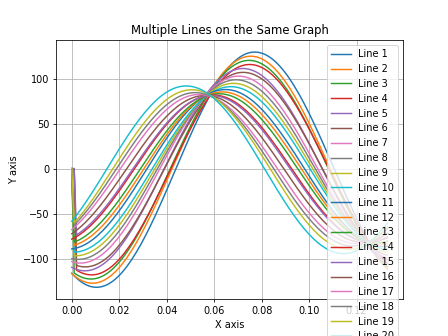 Multiple Lines on the Same Graph
Y axis
100
50
0
−50
−100
0.00
0.02
0.04
0.06
0.08
0.10
X axis
Line 1
Line 2
Line 3
Line 4
Line 5
Line 6
Line 7
Line 8
Line 9
Line 10
Line 11
Line 12
Line 13
Line 14
Line 15
Line 16
Line 17
Line 18
Line 19
Line 20